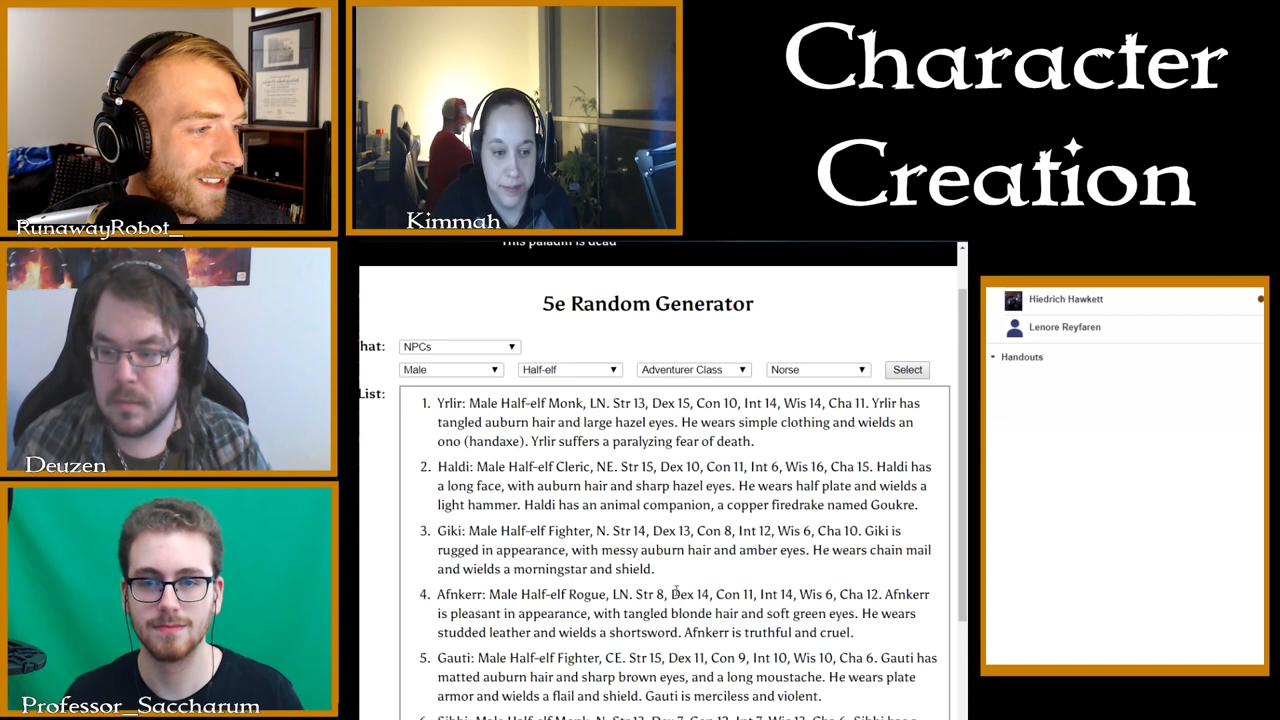 Character
Creation
RunawayRobot_
Kimmah
Deuzen
Professor_Saccharum
This paladin is dead
5e Random Generator
hat:
NPCs
Male
Half-elf
Adventurer Class
Norse
Select
List:
1. Yrlir: Male Half-elf Monk, LN. Str 13, Dex 15, Con 10, Int 14, Wis 14, Cha 11. Yrlir has
tangled auburn hair and large hazel eyes. He wears simple clothing and wields an
ono (handaxe). Yrlir suffers a paralyzing fear of death.
2. Haldi: Male Half-elf Cleric, NE. Str 15, Dex 10, Con 11, Int 6, Wis 16, Cha 15. Haldi has
a long face, with auburn hair and sharp hazel eyes. He wears half plate and wields a
light hammer. Haldi has an animal companion, a copper firedrake named Goukre.
3. Giki: Male Half-elf Fighter, N. Str 14, Dex 13, Con 8, Int 12, Wis 6, Cha 10. Giki is
rugged in appearance, with messy auburn hair and amber eyes. He wears chain mail
and wields a morningstar and shield.
4. Afnkerr: Male Half-elf Rogue, LN. Str 8, Dex 14, Con 11, Int 14, Wis 6, Cha 12. Afnkerr
is pleasant in appearance, with tangled blonde hair and soft green eyes. He wears
studded leather and wields a shortsword. Afnkerr is truthful and cruel.
5. Gauti: Male Half-elf Fighter, CE. Str 15, Dex 11, Con 9, Int 10, Wis 10, Cha 6. Gauti has
matted auburn hair and sharp brown eyes, and a long moustache. He wears plate
armor and wields a flail and shield. Gauti is merciless and violent.
Hiedrich Hawkett
Lenore Reyfaren
Handouts